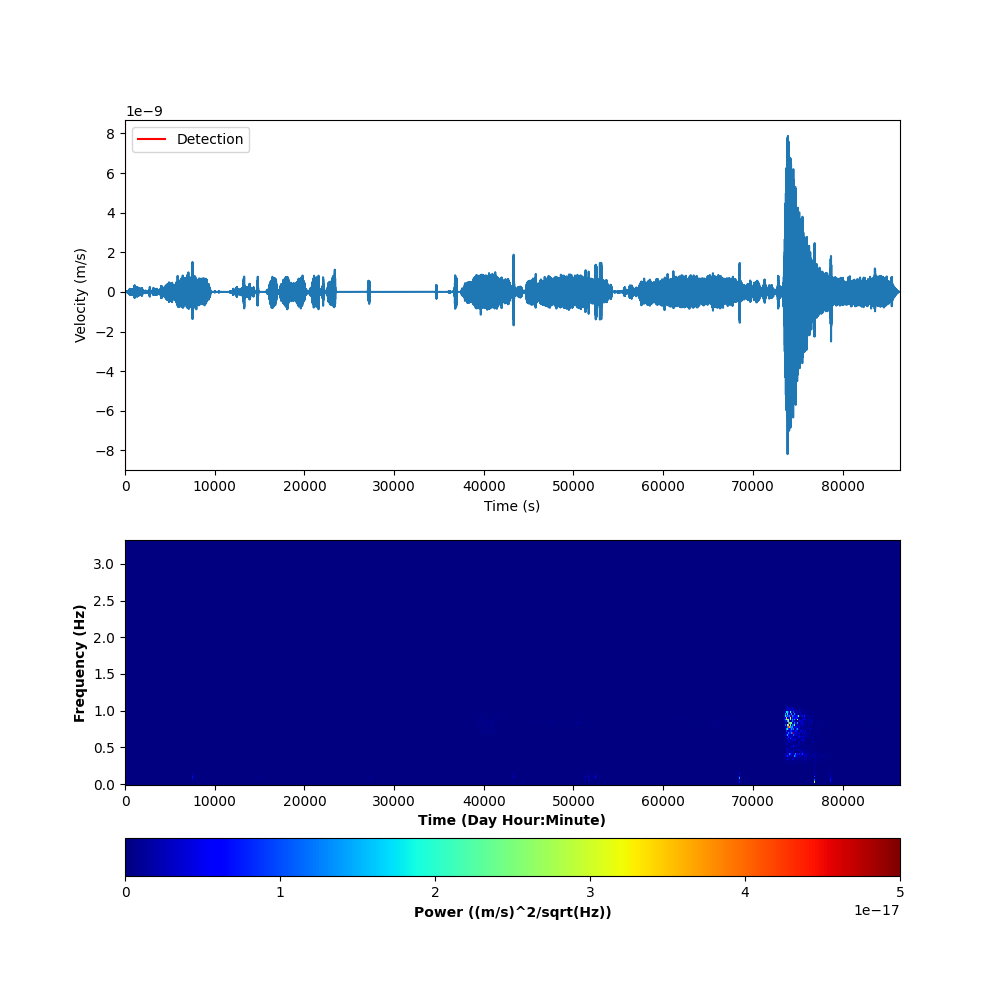 1e−9
Detection
8
6
4
2
0
−2
−4
−6
−8
Velocity (m/s)
0 10000 20000 30000 40000 50000 60000 70000 80000
Time (s)
3.0
2.5
2.0
1.5
1.0
0.5
0.0
Frequency (Hz)
0 10000 20000 30000 40000 50000 60000 70000 80000
Time (Day Hour:Minute)
0 1 2 3 4 5
1e−17
Power ((m/s)^2/sqrt(Hz))